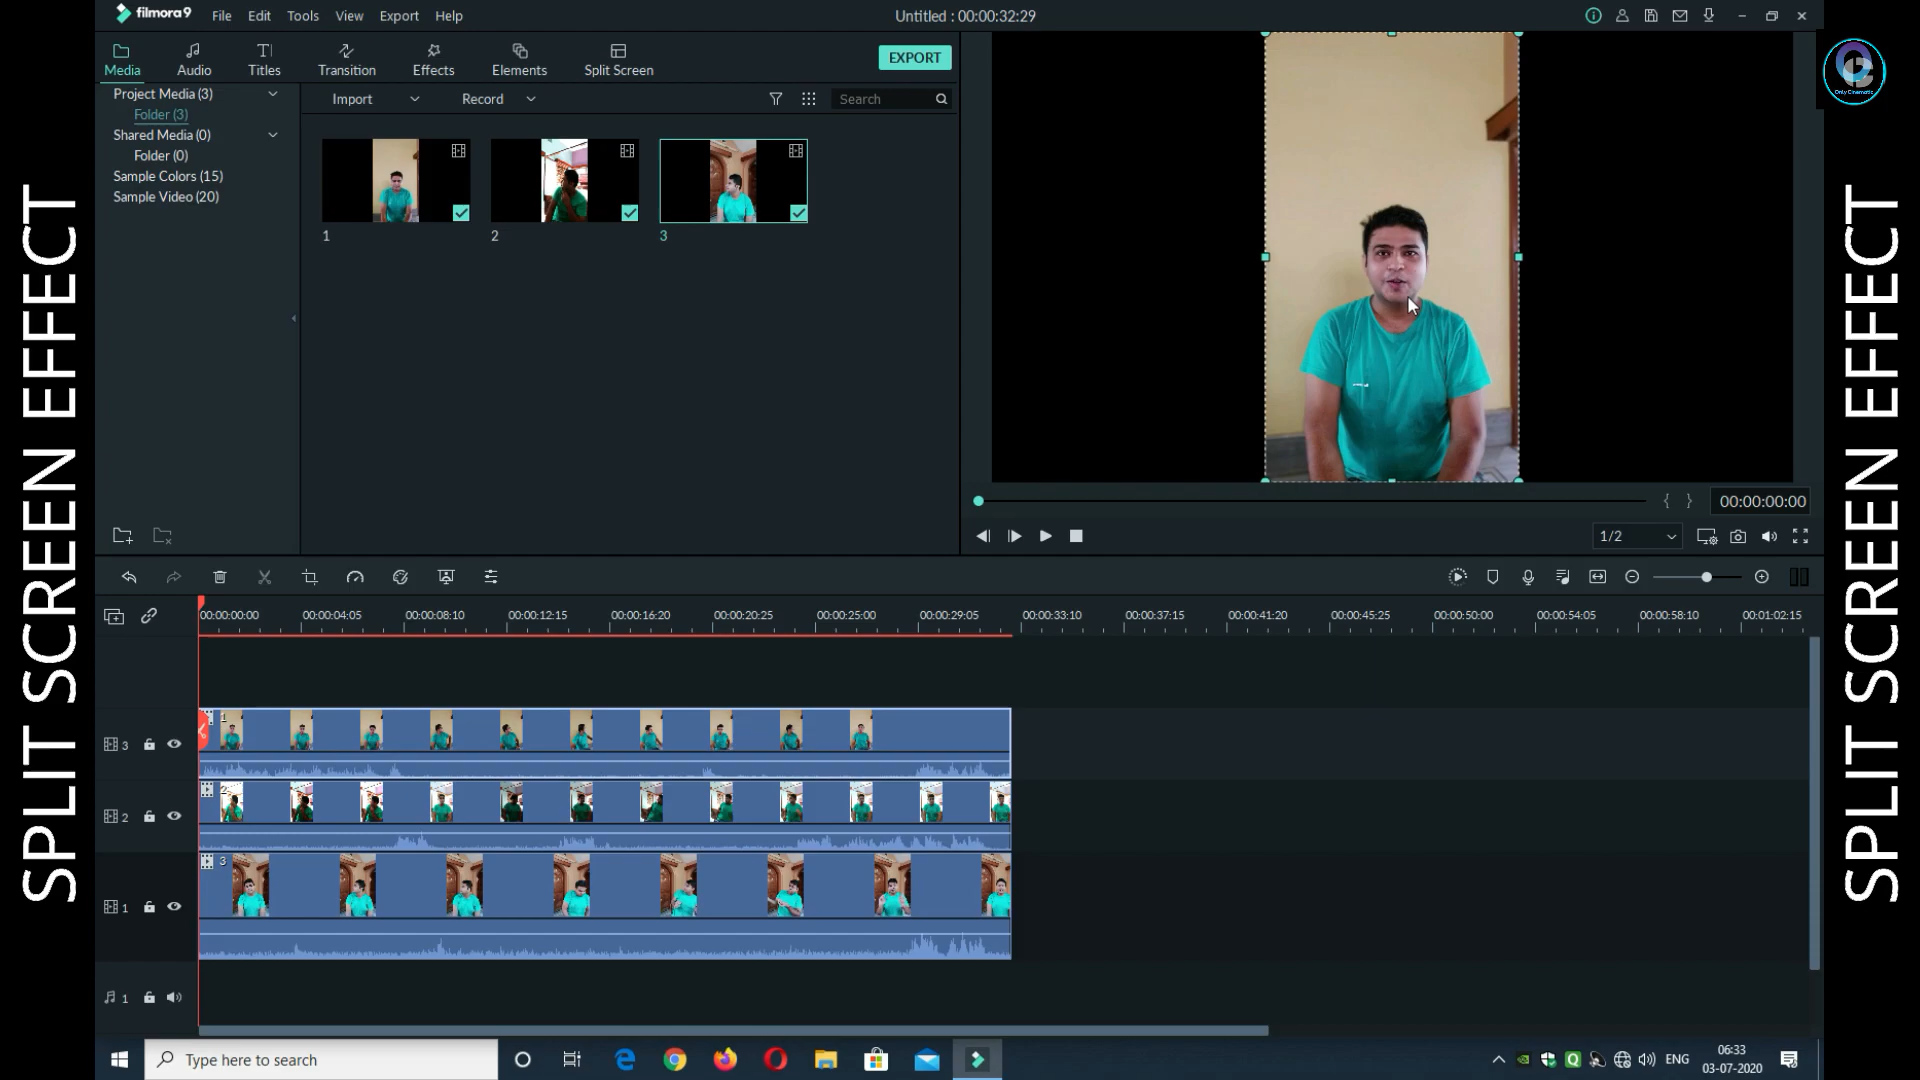 filmora9
File Edit Tools View Export Help
Untitled : 00:00:32:29
Media Audio Titles Transition Effects Elements Split Screen
EXPORT
Project Media (3)
Folder (3)
Shared Media (0)
Folder (0)
Sample Colors (15)
Sample Video (20)
Import Record Search
1 2 3
Only Cinematic
SPLIT SCREEN EFFECT
SPLIT SCREEN EFFECT
{ } 00:00:00:00
1/2
00:00:00:00 00:00:04:05 00:00:08:10 00:00:12:15 00:00:16:20 00:00:20:25 00:00:25:00 00:00:29:05 00:00:33:10 00:00:37:15 00:00:41:20 00:00:45:25 00:00:50:00 00:00:54:05 00:00:58:10 00:01:02:15
3
1
2
2
1
3
1
Type here to search
ENG
06:33
03-07-2020